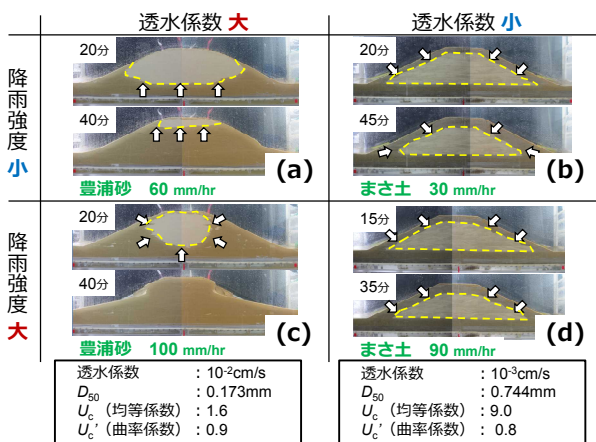 透水係数 大
透水係数 小
降雨強度 小
20分
40分
(a)
豊浦砂 60 mm/hr
20分
45分
(b)
まさ土 30 mm/hr
降雨強度 大
20分
40分
(c)
豊浦砂 100 mm/hr
15分
35分
(d)
まさ土 90 mm/hr
透水係数 : 10-2cm/s
D50 : 0.173mm
Uc (均等係数) : 1.6
Uc' (曲率係数) : 0.9
透水係数 : 10-3cm/s
D50 : 0.744mm
Uc (均等係数) : 9.0
Uc' (曲率係数) : 0.8